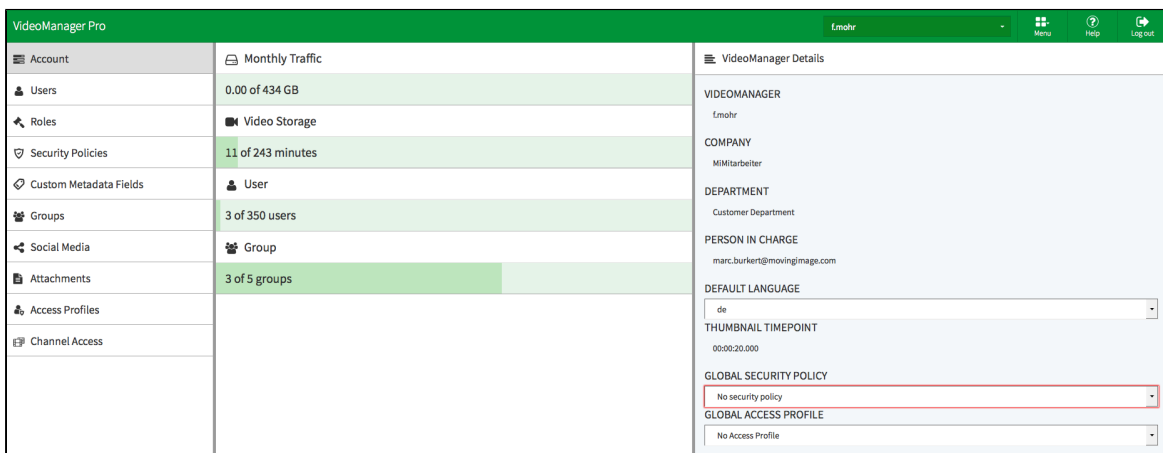 VideoManager Pro
f.mohr
Menu
Help
Log out
Account
Users
Roles
Security Policies
Custom Metadata Fields
Groups
Social Media
Attachments
Access Profiles
Channel Access
Monthly Traffic
0.00 of 434 GB
Video Storage
11 of 243 minutes
User
3 of 350 users
Group
3 of 5 groups
VideoManager Details
VIDEOMANAGER
f.mohr
COMPANY
MiMitarbeiter
DEPARTMENT
Customer Department
PERSON IN CHARGE
marc.burkert@movingimage.com
DEFAULT LANGUAGE
de
THUMBNAIL TIMEPOINT
00:00:20.000
GLOBAL SECURITY POLICY
No security policy
GLOBAL ACCESS PROFILE
No Access Profile